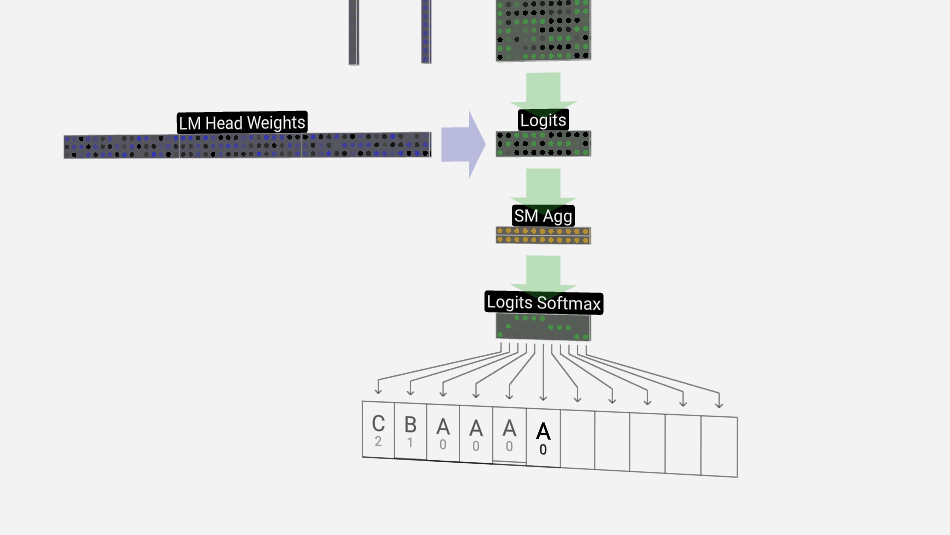 LM Head Weights
Logits
SM Agg
Logits Softmax
C B A A A A
2 1 0 0 0 0